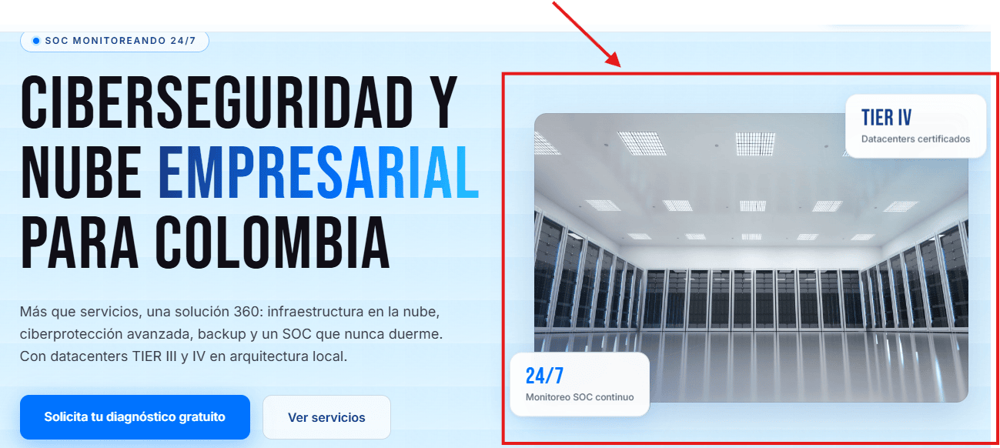 SOC MONITOREANDO 24/7
CIBERSEGURIDAD Y
NUBE EMPRESARIAL
PARA COLOMBIA
Más que servicios, una solución 360: infraestructura en la nube,
ciberprotección avanzada, backup y un SOC que nunca duerme.
Con datacenters TIER III y IV en arquitectura local.
Solicita tu diagnóstico gratuito
Ver servicios
TIER IV
Datacenters certificados
24/7
Monitoreo SOC continuo